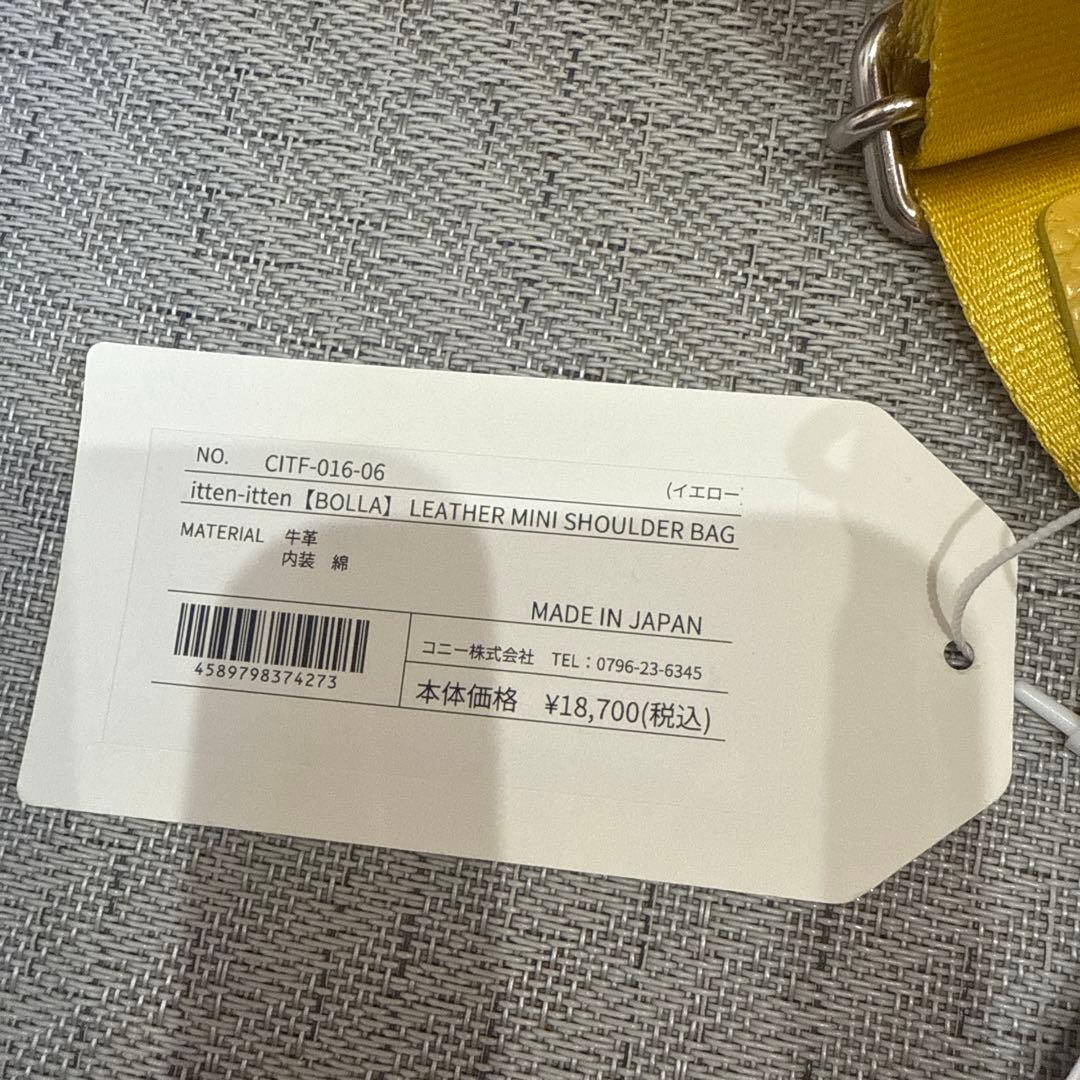 NO. CITF-016-06
(イエロー
itten-itten【BOLLA】 LEATHER MINI SHOULDER BAG
MATERIAL 牛革
内装 綿
MADE IN JAPAN
4589798374273
コニー株式会社 TEL：0796-23-6345
本体価格 ¥18,700(税込)